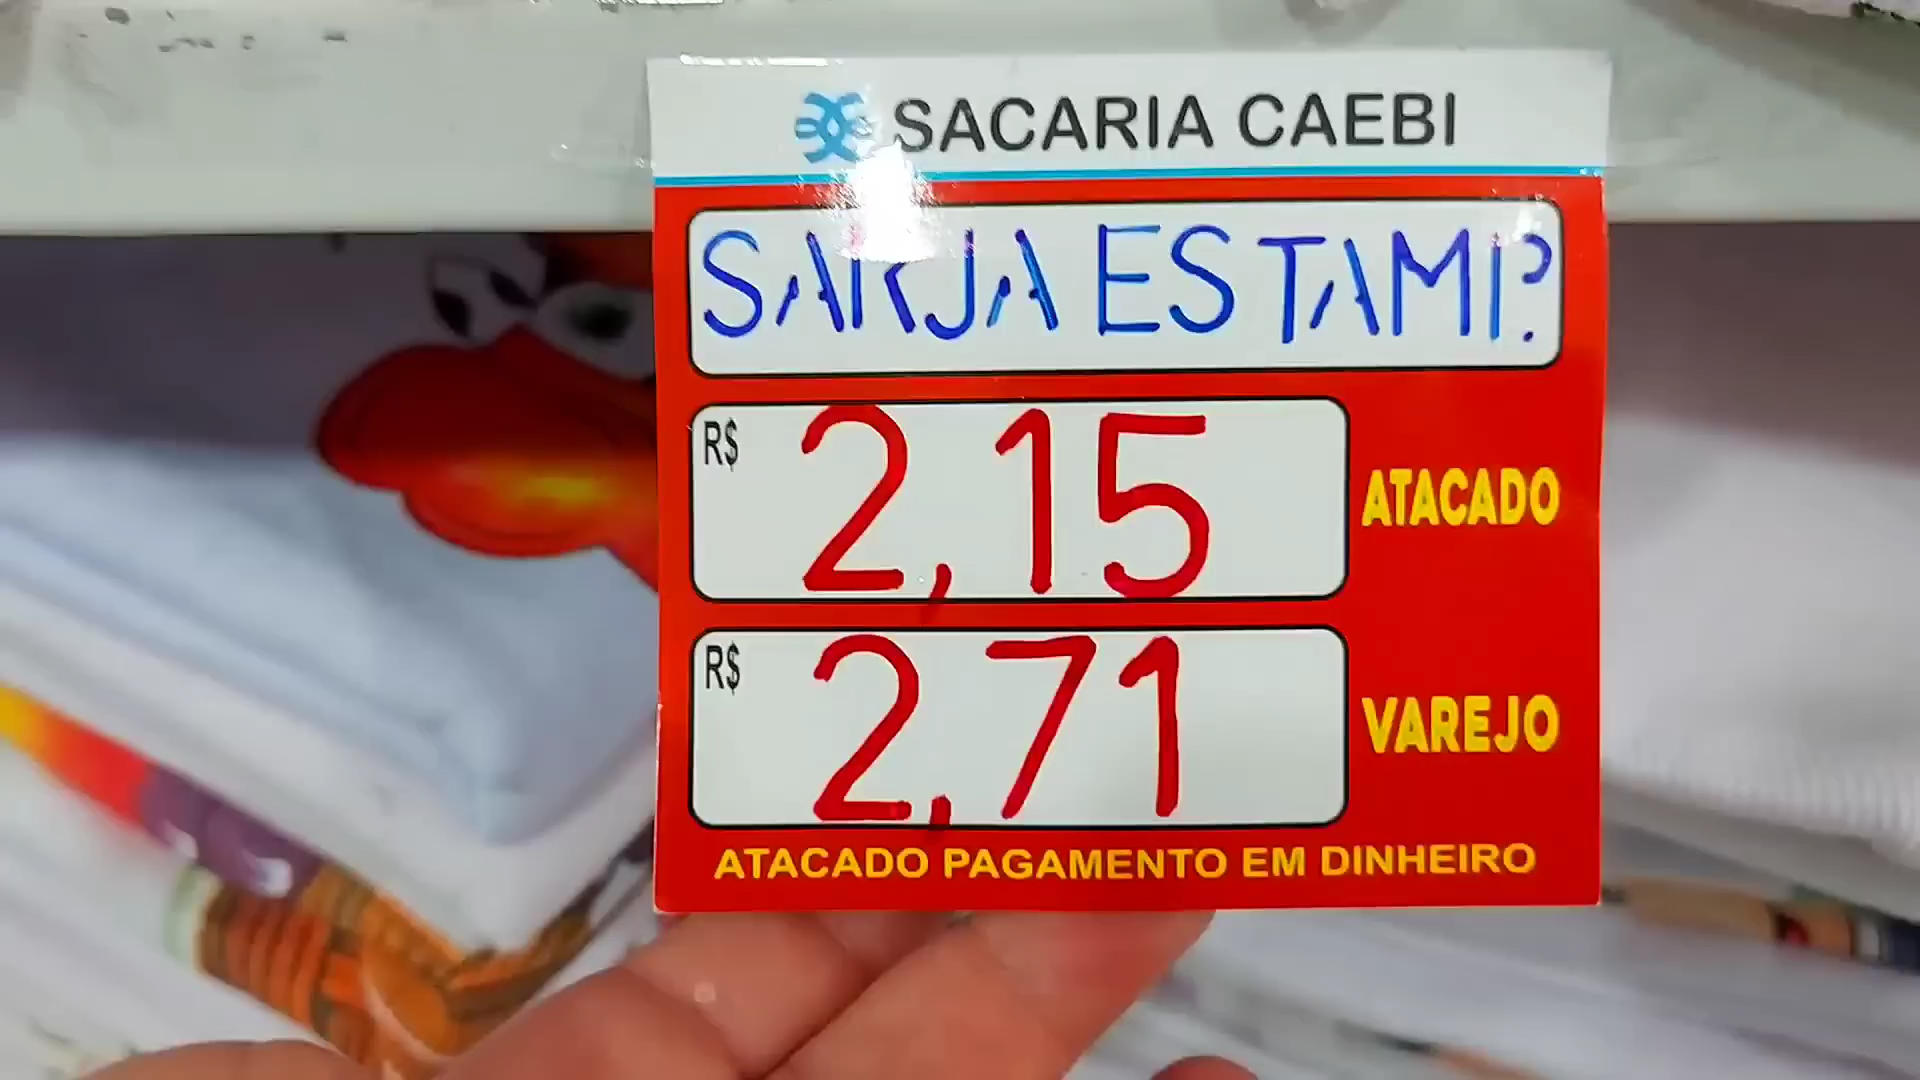 SACARIA CAEBI
SARJA ESTAMP.
R$ 2,15 ATACADO
R$ 2,71 VAREJO
ATACADO PAGAMENTO EM DINHEIRO